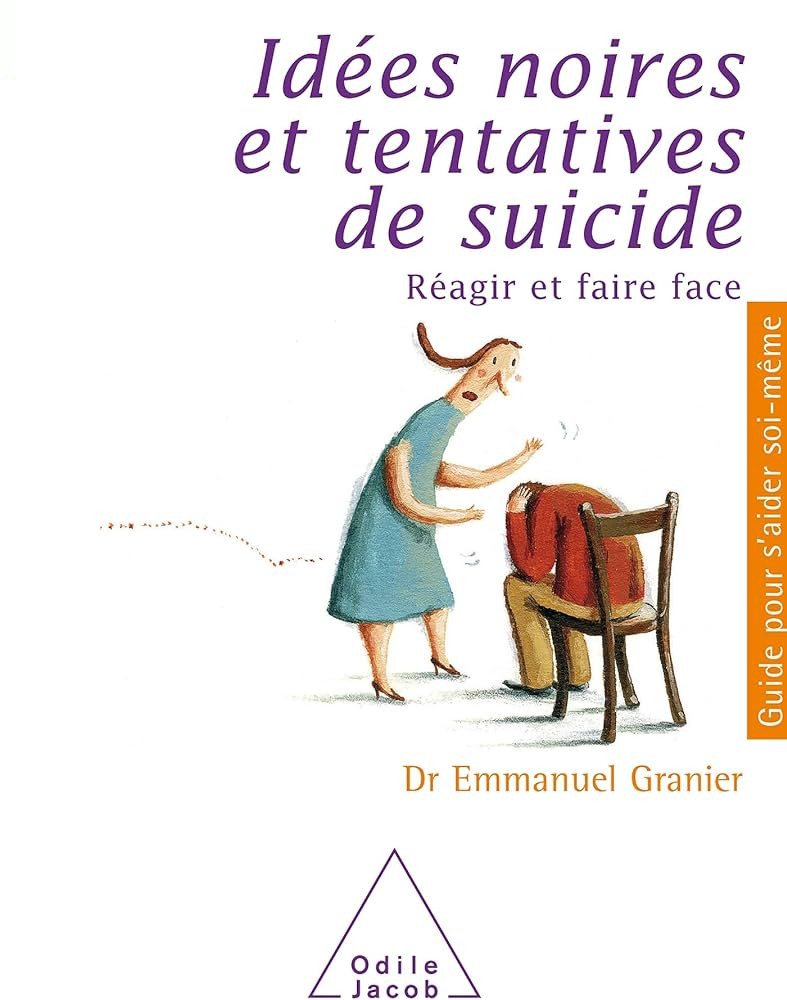 Idées noires
et tentatives
de suicide
Réagir et faire face
Guide pour s'aider soi-même
Dr Emmanuel Granier
Odile
Jacob